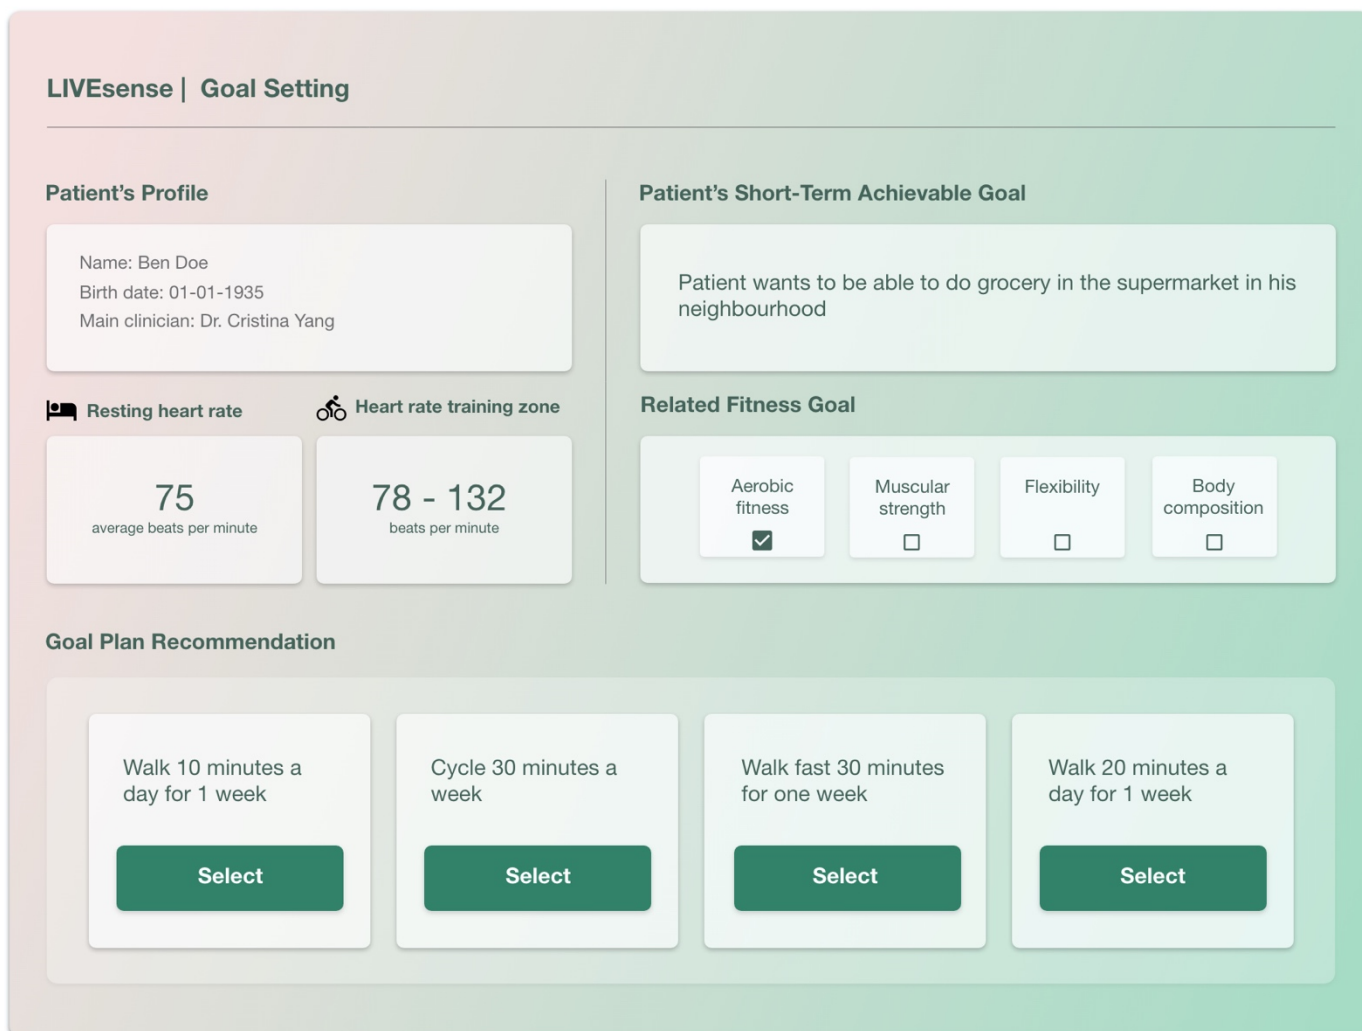 LIVEsense | Goal Setting
Patient’s Profile
Name: Ben Doe
Birth date: 01-01-1935
Main clinician: Dr. Cristina Yang
Resting heart rate
75
average beats per minute
Heart rate training zone
78 - 132
beats per minute
Patient’s Short-Term Achievable Goal
Patient wants to be able to do grocery in the supermarket in his
neighbourhood
Related Fitness Goal
Aerobic
fitness
Muscular
strength
Flexibility
Body
composition
Goal Plan Recommendation
Walk 10 minutes a
day for 1 week
Select
Cycle 30 minutes a
week
Select
Walk fast 30 minutes
for one week
Select
Walk 20 minutes a
day for 1 week
Select